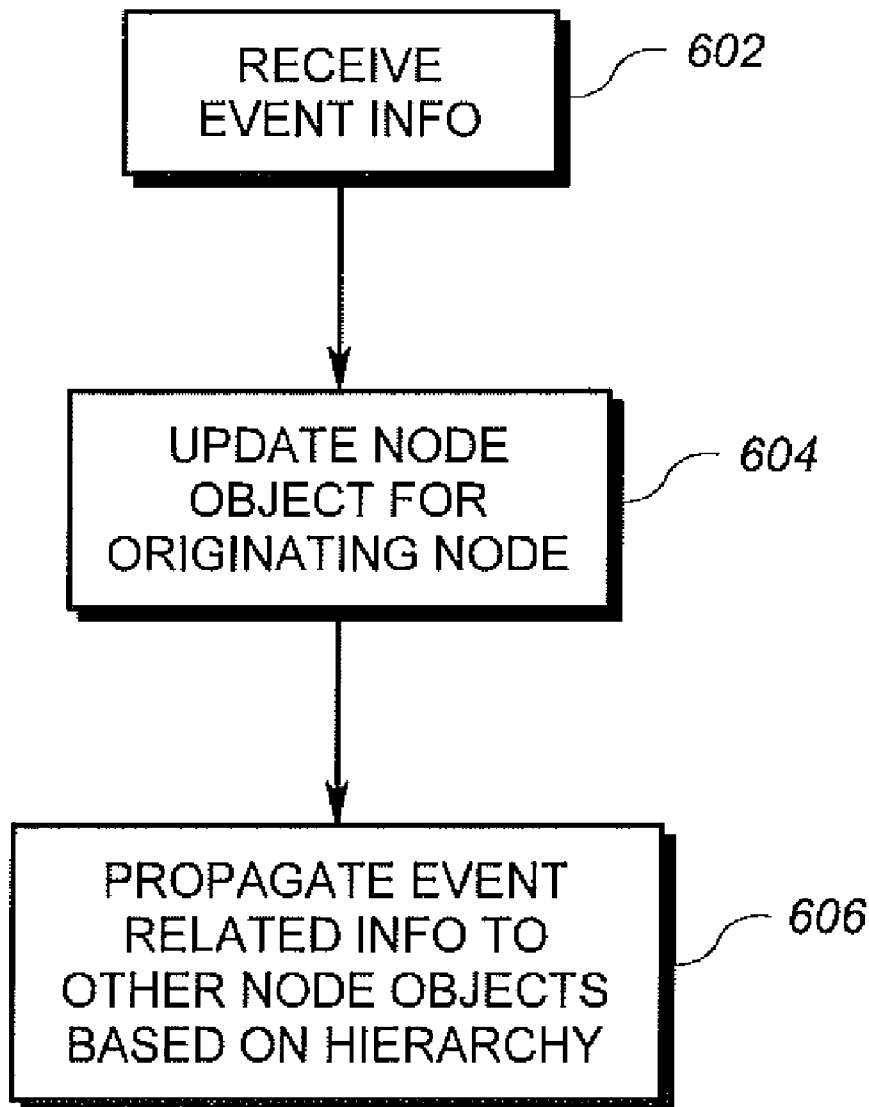 RECEIVE
EVENT INFO
602
UPDATE NODE
OBJECT FOR
ORIGINATING NODE
604
PROPAGATE EVENT
RELATED INFO TO
OTHER NODE OBJECTS
BASED ON HIERARCHY
606